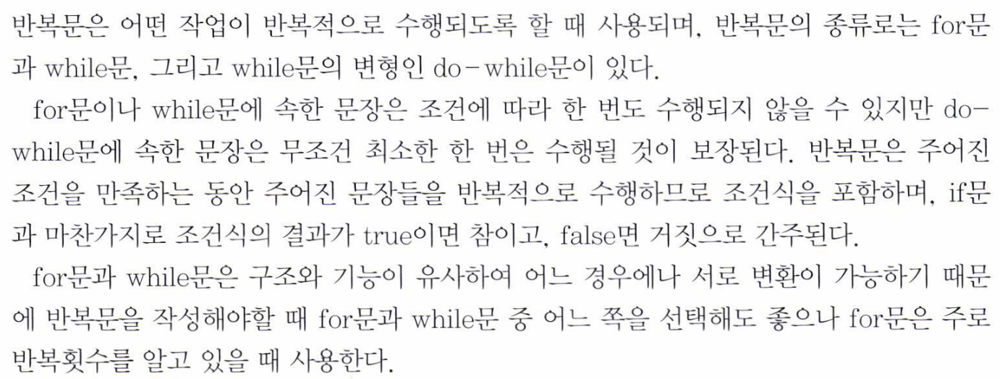 반복문은 어떤 작업이 반복적으로 수행되도록 할 때 사용되며, 반복문의 종류로는 for문
과 while문, 그리고 while문의 변형인 do-while문이 있다.
for문이나 while문에 속한 문장은 조건에 따라 한 번도 수행되지 않을 수 있지만 do-
while문에 속한 문장은 무조건 최소한 한 번은 수행될 것이 보장된다. 반복문은 주어진
조건을 만족하는 동안 주어진 문장들을 반복적으로 수행하므로 조건식을 포함하며, if문
과 마찬가지로 조건식의 결과가 true이면 참이고, false면 거짓으로 간주된다.
for문과 while문은 구조와 기능이 유사하여 어느 경우에나 서로 변환이 가능하기 때문
에 반복문을 작성해야할 때 for문과 while문 중 어느 쪽을 선택해도 좋으나 for문은 주로
반복횟수를 알고 있을 때 사용한다.